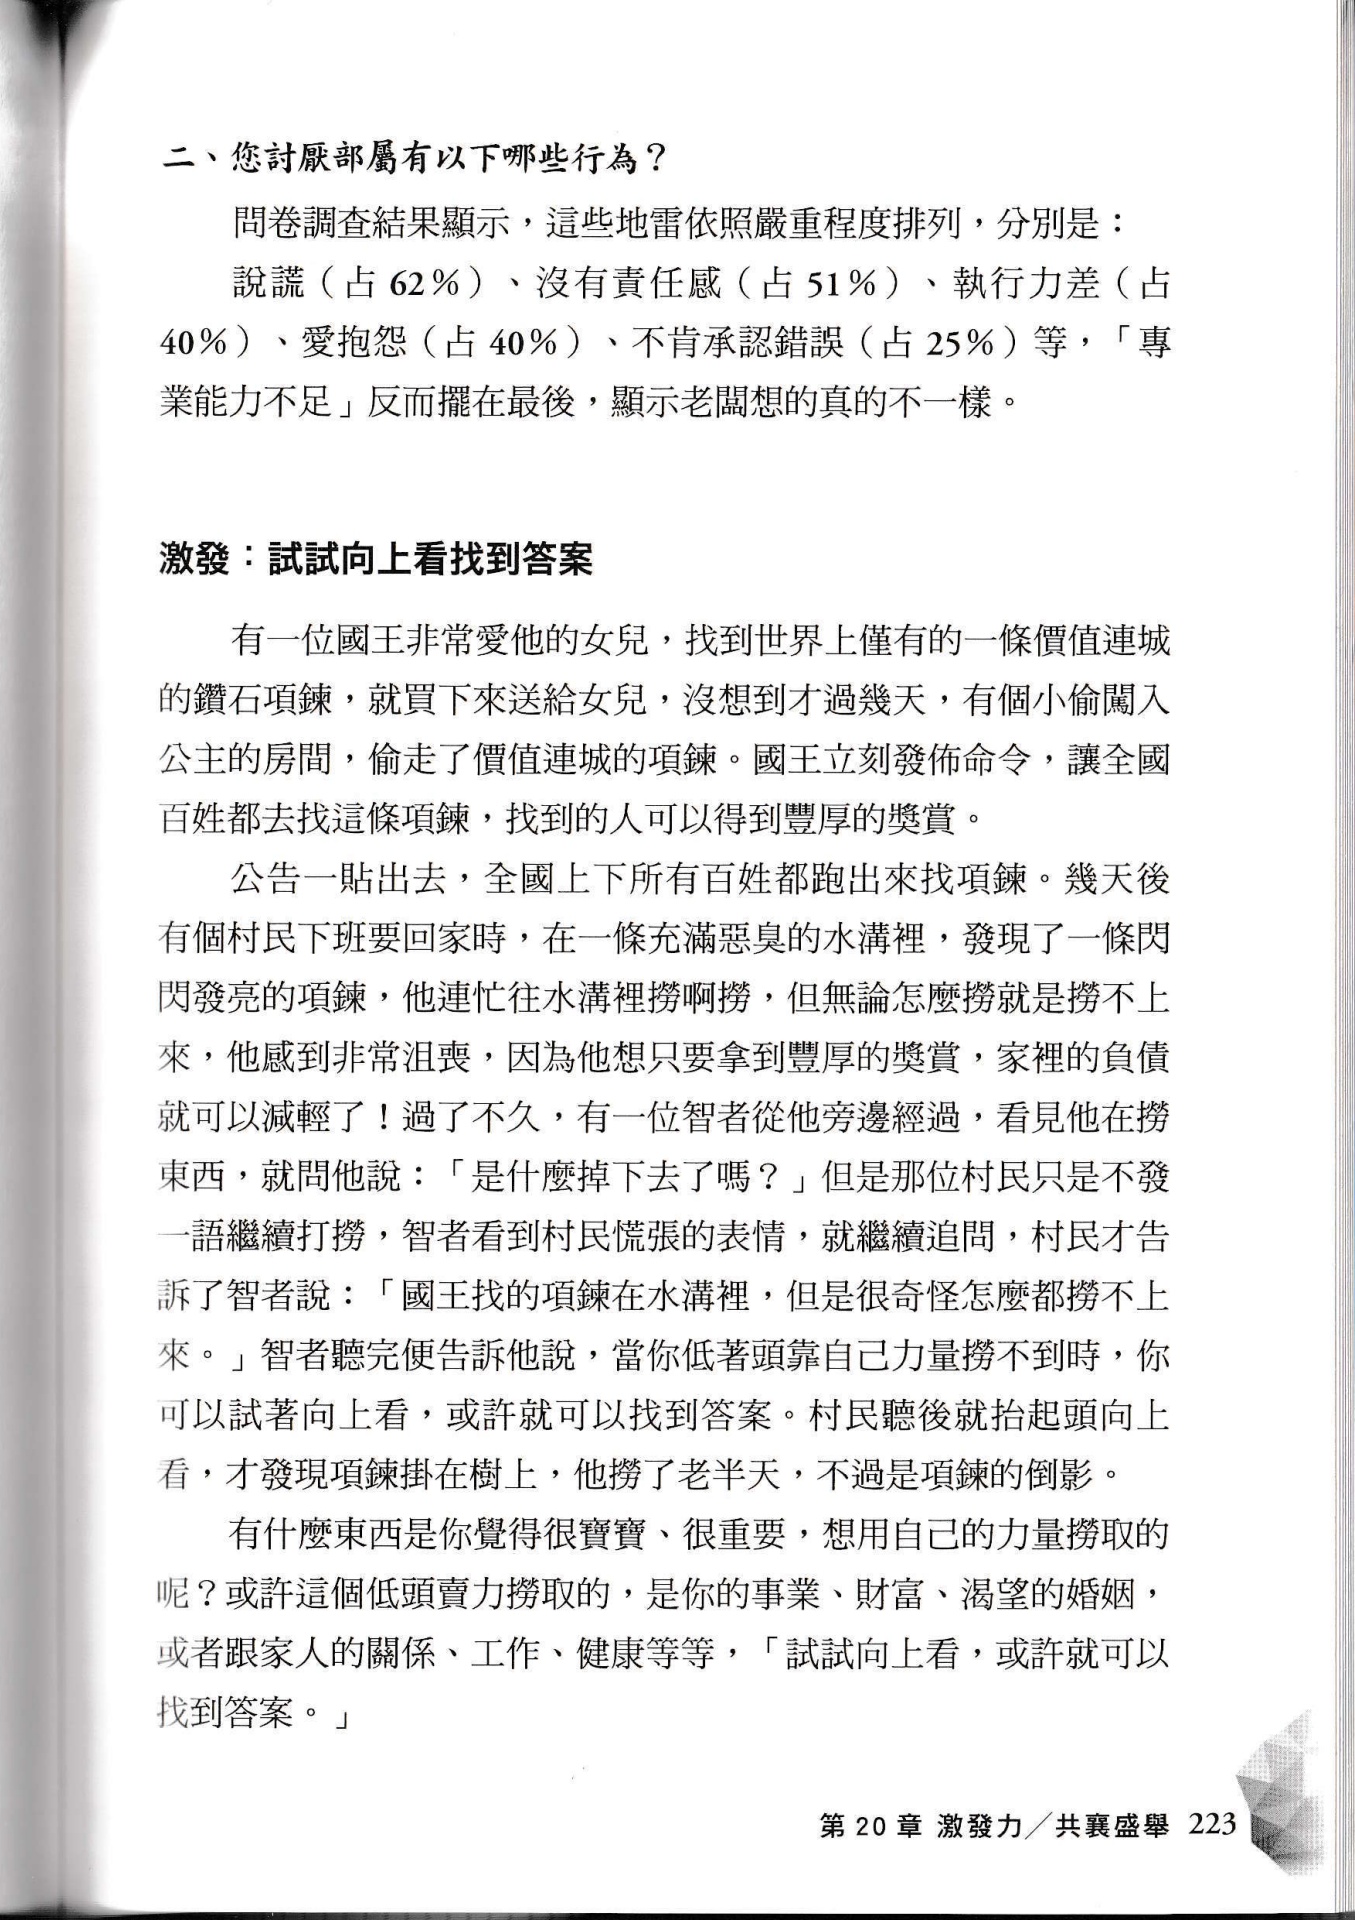 二、您討厭部屬有以下哪些行為？
問卷調查結果顯示，這些地雷依照嚴重程度排列，分別是：
說謊（占 62%）、沒有責任感（占 51%）、執行力差（占
40%）、愛抱怨（占 40%）、不肯承認錯誤（占 25%）等，「專
業能力不足」反而擺在最後，顯示老闆想的真的不一樣。
激發：試試向上看找到答案
有一位國王非常愛他的女兒，找到世界上僅有的一條價值連城
的鑽石項鍊，就買下來送給女兒，沒想到才過幾天，有個小偷闖入
公主的房間，偷走了價值連城的項鍊。國王立刻發佈命令，讓全國
百姓都去找這條項鍊，找到的人可以得到豐厚的獎賞。
公告一貼出去，全國上下所有百姓都跑出來找項鍊。幾天後
有個村民下班要回家時，在一條充滿惡臭的水溝裡，發現了一條閃
閃發亮的項鍊，他連忙往水溝裡撈啊撈，但無論怎麼撈就是撈不上
來，他感到非常沮喪，因為他想只要拿到豐厚的獎賞，家裡的負債
就可以減輕了！過了不久，有一位智者從他旁邊經過，看見他在撈
東西，就問他說：「是什麼掉下去了嗎？」但是那位村民只是不發
一語繼續打撈，智者看到村民慌張的表情，就繼續追問，村民才告
訴了智者說：「國王找的項鍊在水溝裡，但是很奇怪怎麼都撈不上
來。」智者聽完便告訴他說，當你低著頭靠自己力量撈不到時，你
可以試著向上看，或許就可以找到答案。村民聽後就抬起頭向上
看，才發現項鍊掛在樹上，他撈了老半天，不過是項鍊的倒影。
有什麼東西是你覺得很寶寶、很重要，想用自己的力量撈取的
呢？或許這個低頭賣力撈取的，是你的事業、財富、渴望的婚姻，
或者跟家人的關係、工作、健康等等，「試試向上看，或許就可以
找到答案。」
第 20 章 激發力／共襄盛舉 223